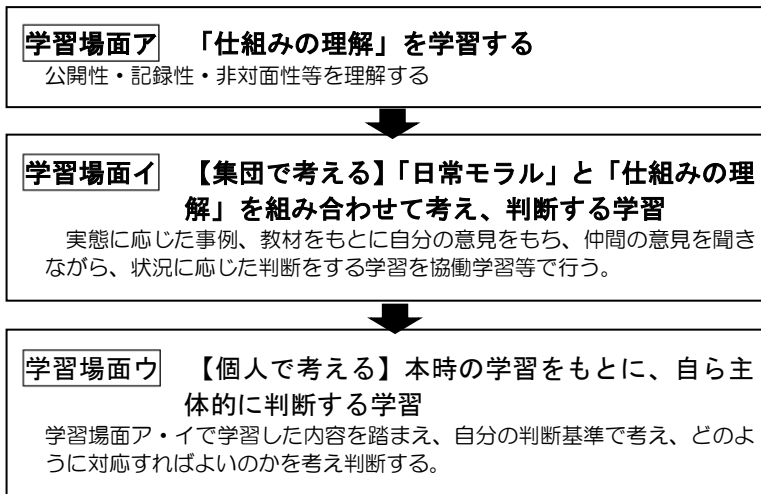 学習場面ア 「仕組みの理解」を学習する
公開性・記録性・非対面性等を理解する
学習場面イ 【集団で考える】「日常モラル」と「仕組みの理
解」を組み合わせて考え、判断する学習
実態に応じた事例、教材をもとに自分の意見をもち、仲間の意見を聞き
ながら、状況に応じた判断をする学習を協働学習等で行う。
学習場面ウ 【個人で考える】本時の学習をもとに、自ら主
体的に判断する学習
学習場面ア・イで学習した内容を踏まえ、自分の判断基準で考え、どのよ
うに対応すればよいのかを考え判断する。